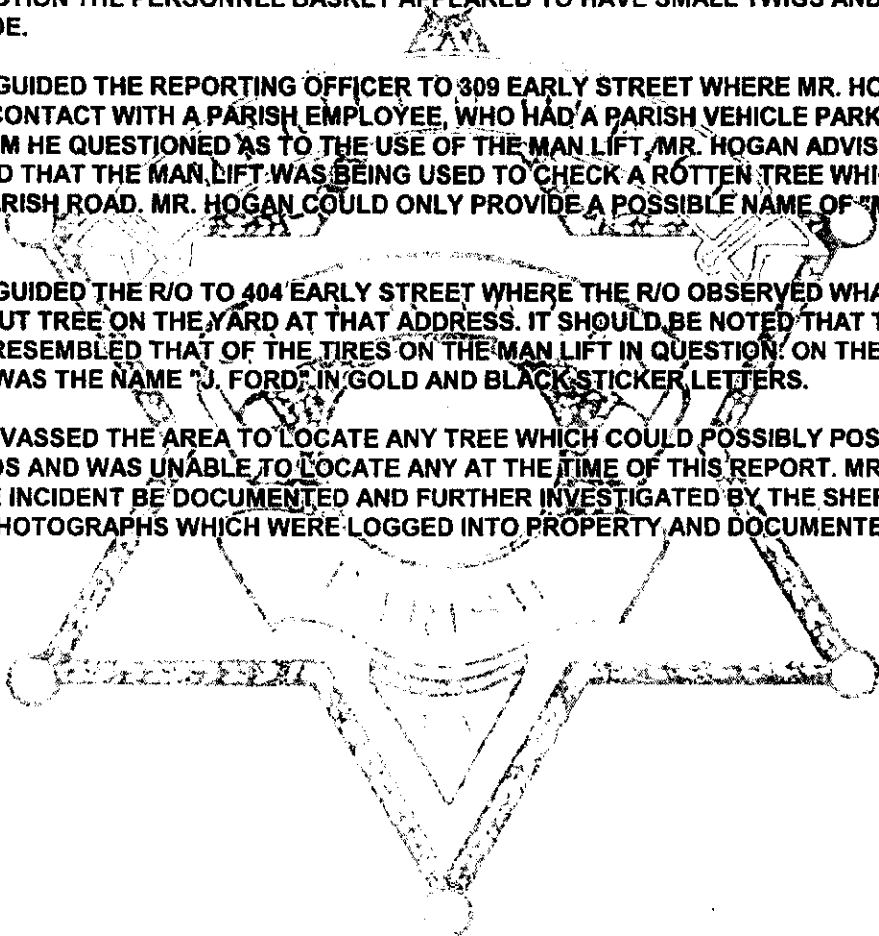 TION THE PERSONNEL BASKET APPEARED TO HAVE SMALL TWIGS AND
DE.
GUIDED THE REPORTING OFFICER TO 309 EARLY STREET WHERE MR. HO
CONTACT WITH A PARISH EMPLOYEE, WHO HAD A PARISH VEHICLE PARK
M HE QUESTIONED AS TO THE USE OF THE MAN LIFT, MR. HOGAN ADVIS
D THAT THE MAN LIFT WAS BEING USED TO CHECK A ROTTEN TREE WHI
RISH ROAD. MR. HOGAN COULD ONLY PROVIDE A POSSIBLE NAME OF "M
GUIDED THE R/O TO 404 EARLY STREET WHERE THE R/O OBSERVED WHA
UT TREE ON THE YARD AT THAT ADDRESS. IT SHOULD BE NOTED THAT T
RESEMBLED THAT OF THE TIRES ON THE MAN LIFT IN QUESTION. ON THE
WAS THE NAME "J. FORD" IN GOLD AND BLACK STICKER LETTERS.
VASSED THE AREA TO LOCATE ANY TREE WHICH COULD POSSIBLY POS
DS AND WAS UNABLE TO LOCATE ANY AT THE TIME OF THIS REPORT. MR
E INCIDENT BE DOCUMENTED AND FURTHER INVESTIGATED BY THE SHER
PHOTOGRAPHS WHICH WERE LOGGED INTO PROPERTY AND DOCUMENTE